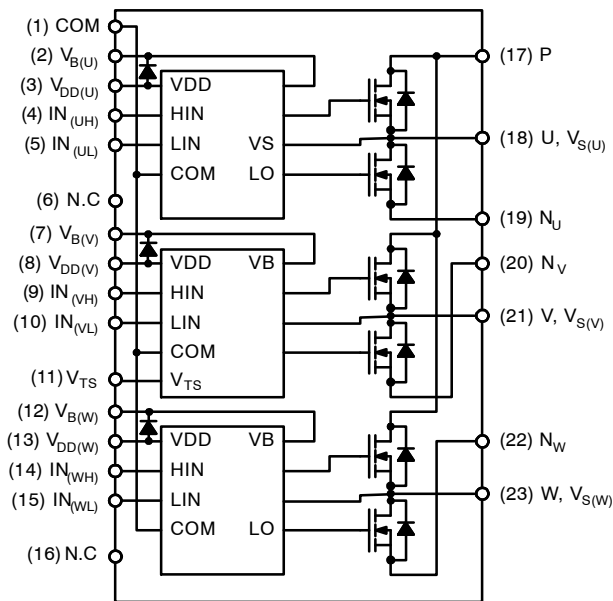 (1) COM
(2) VB(U)
(3) VDD(U)
(4) IN(UH)
(5) IN(UL)
(6) N.C
(7) VB(V)
(8) VDD(V)
(9) IN(VH)
(10) IN(VL)
(11) VTS
(12) VB(W)
(13) VDD(W)
(14) IN(WH)
(15) IN(WL)
(16) N.C
VDD
HIN
LIN VS
COM LO
VDD VB
HIN
LIN
COM
VTS
VDD VB
HIN
LIN
COM LO
(17) P
(18) U, VS(U)
(19) NU
(20) NV
(21) V, VS(V)
(22) NW
(23) W, VS(W)